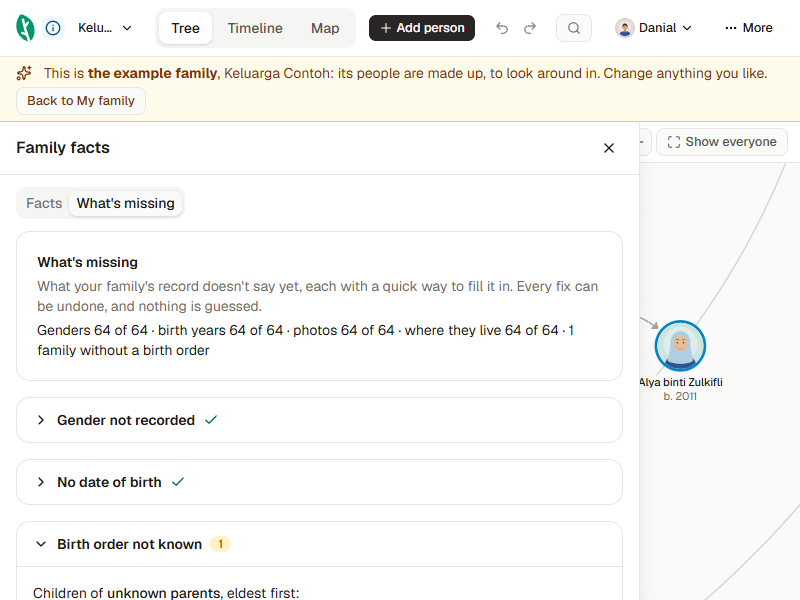 Kelu...
Tree
Timeline
Map
+ Add person
Danial
More
This is the example family, Keluarga Contoh: its people are made up, to look around in. Change anything you like.
Back to My family
Family facts
Show everyone
Facts
What's missing
What's missing
What your family's record doesn't say yet, each with a quick way to fill it in. Every fix can
be undone, and nothing is guessed.
Genders 64 of 64 · birth years 64 of 64 · photos 64 of 64 · where they live 64 of 64 · 1
family without a birth order
Alya binti Zulkifli
b. 2011
Gender not recorded
No date of birth
Birth order not known 1
Children of unknown parents, eldest first: